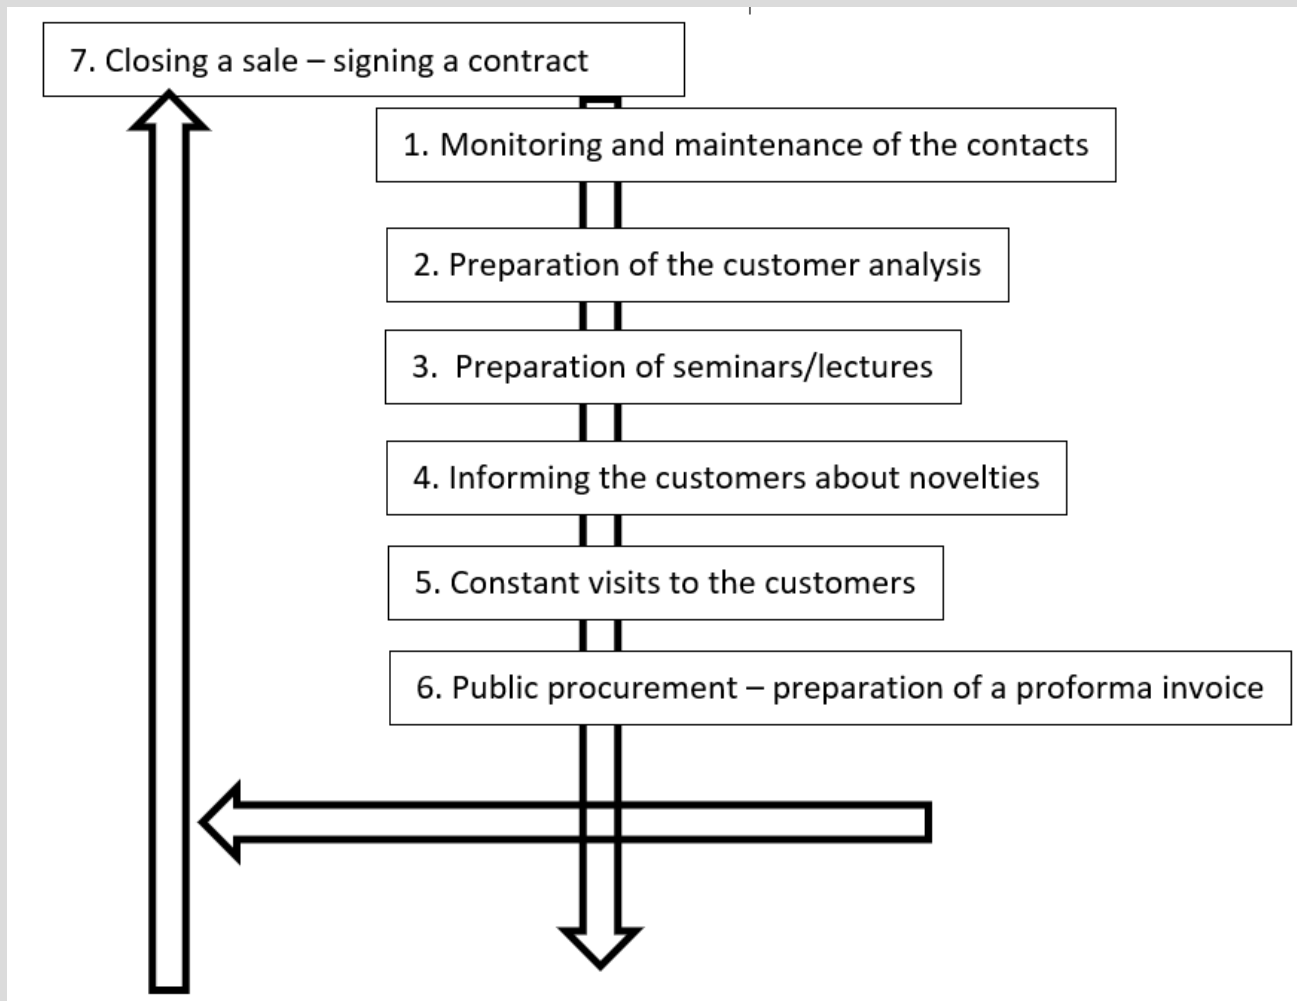 7. Closing a sale – signing a contract
1. Monitoring and maintenance of the contacts
2. Preparation of the customer analysis
3. Preparation of seminars/lectures
4. Informing the customers about novelties
5. Constant visits to the customers
6. Public procurement – preparation of a proforma invoice